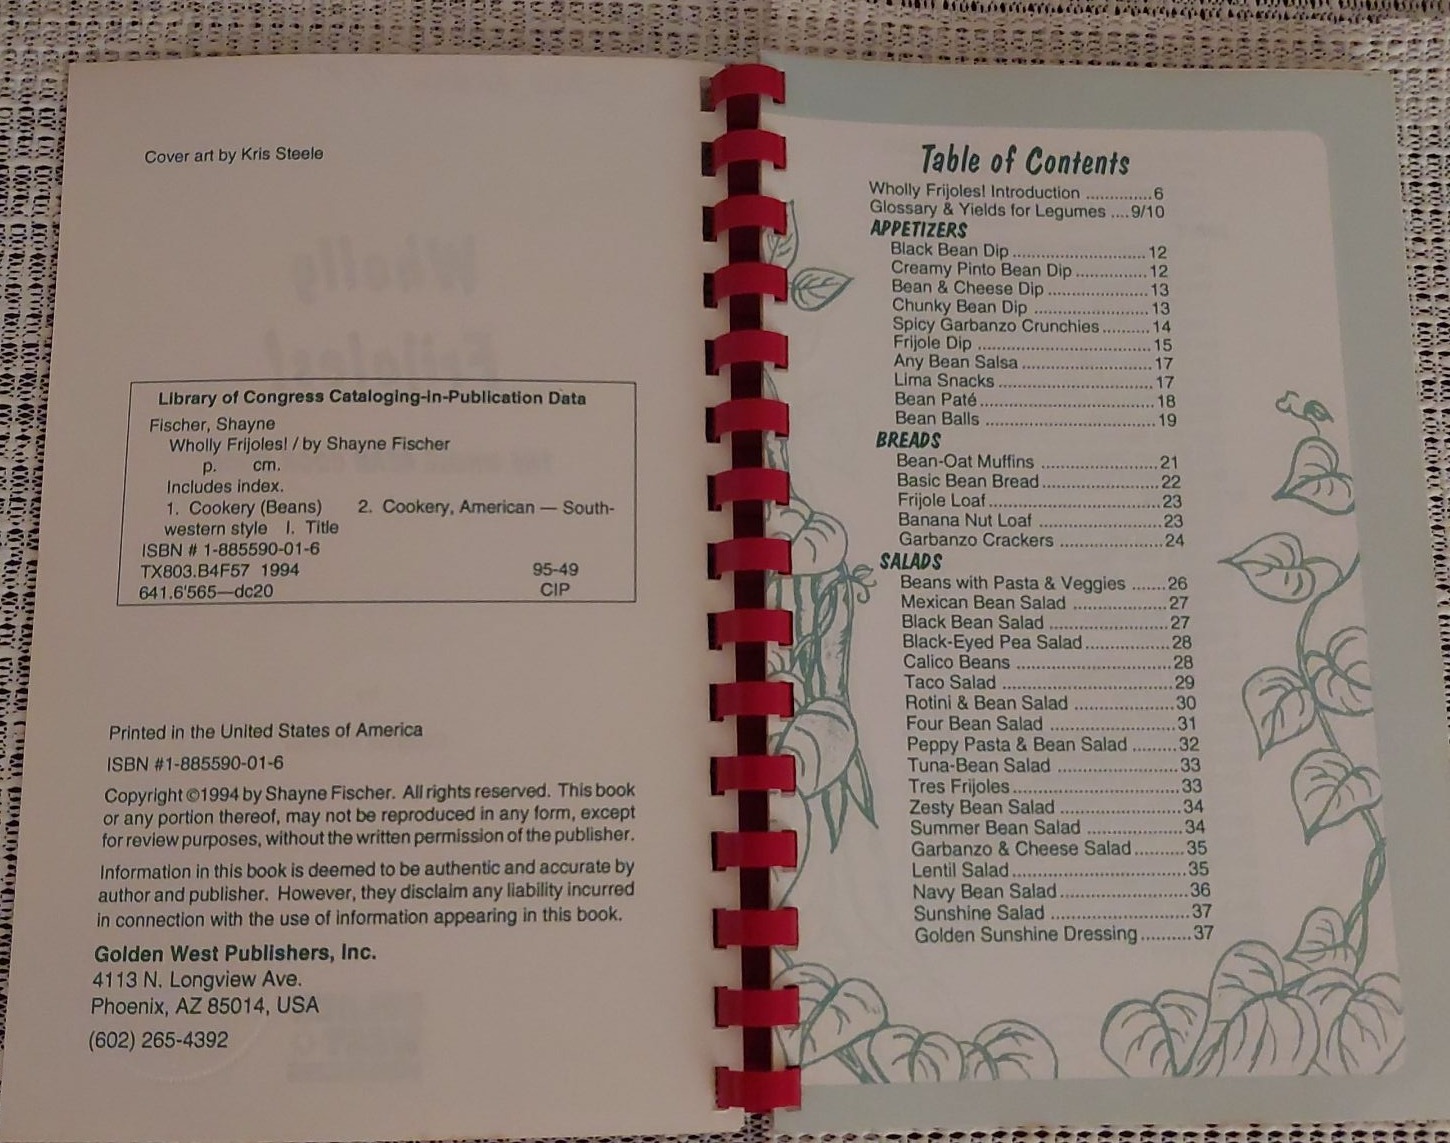 Cover art by Kris Steele
Wholly
Frijoles!
Library of Congress Cataloging-in-Publication Data
Fischer, Shayne
Wholly Frijoles! / by Shayne Fischer
p. cm.
Includes index.
1. Cookery (Beans) 2. Cookery, American — South-
western style I. Title
ISBN # 1-885590-01-6
TX803.B4F57 1994 95-49
641.6'565—dc20 CIP
Printed in the United States of America
ISBN #1-885590-01-6
Copyright ©1994 by Shayne Fischer. All rights reserved. This book
or any portion thereof, may not be reproduced in any form, except
for review purposes, without the written permission of the publisher.
Information in this book is deemed to be authentic and accurate by
author and publisher. However, they disclaim any liability incurred
in connection with the use of information appearing in this book.
Golden West Publishers, Inc.
4113 N. Longview Ave.
Phoenix, AZ 85014, USA
(602) 265-4392
Table of Contents
Wholly Frijoles! Introduction ..............6
Glossary & Yields for Legumes ....9/10
APPETIZERS
Black Bean Dip ............................ 12
Creamy Pinto Bean Dip ............... 12
Bean & Cheese Dip ..................... 13
Chunky Bean Dip ........................ 13
Spicy Garbanzo Crunchies.......... 14
Frijole Dip .................................... 15
Any Bean Salsa ........................... 17
Lima Snacks ................................ 17
Bean Paté.................................... 18
Bean Balls ................................... 19
BREADS
Bean-Oat Muffins ........................21
Basic Bean Bread........................22
Frijole Loaf...................................23
Banana Nut Loaf .........................23
Garbanzo Crackers .....................24
SALADS
Beans with Pasta & Veggies .......26
Mexican Bean Salad ...................27
Black Bean Salad ........................27
Black-Eyed Pea Salad.................28
Calico Beans ...............................28
Taco Salad ..................................29
Rotini & Bean Salad ....................30
Four Bean Salad .........................31
Peppy Pasta & Bean Salad .........32
Tuna-Bean Salad ........................33
Tres Frijoles.................................33
Zesty Bean Salad ........................34
Summer Bean Salad ...................34
Garbanzo & Cheese Salad..........35
Lentil Salad..................................35
Navy Bean Salad.........................36
Sunshine Salad ...........................37
Golden Sunshine Dressing..........37